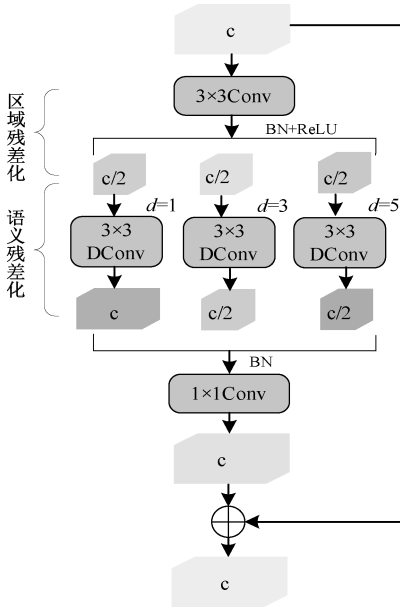 c
3×3Conv
BN+ReLU
区域残差化
c/2
c/2
c/2
d=1
d=3
d=5
语义残差化
3×3
DConv
3×3
DConv
3×3
DConv
c
c/2
c/2
BN
1×1Conv
c
c